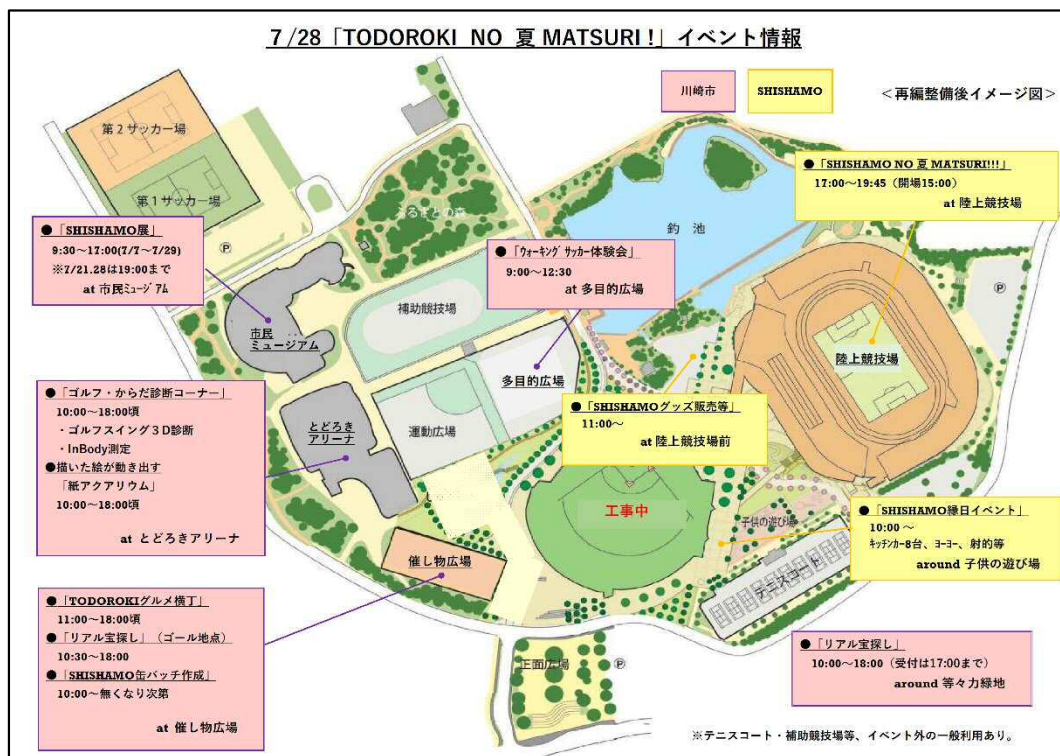 7/28「TODOROKI NO 夏 MATSURI！」イベント情報
川崎市
SHISHAMO
＜再編整備後イメージ図＞
第２サッカー場
第１サッカー場
P
ふるさとの森
釣池
●「SHISHAMO NO 夏 MATSURI!!!」
17:00～19:45（開場15:00）
at 陸上競技場
●「SHISHAMO展」
9:30～17:00(7/7～7/29)
※7/21.28は19:00まで
at 市民ﾐｭｰｼﾞｱﾑ
●「ｳｫｰｷﾝｸﾞ ｻｯｶｰ体験会」
9:00～12:30
at 多目的広場
P
補助競技場
市民
ミュージアム
陸上競技場
多目的広場
●「ゴルフ・からだ診断コーナー」
10:00～18:00頃
・ゴルフスイング３D診断
・InBody測定
●描いた絵が動き出す
「紙アクアリウム」
10:00～18:00頃
at とどろきアリーナ
とどろき
アリーナ
運動広場
●「SHISHAMOグッズ販売等」
11:00～
at 陸上競技場前
工事中
子供の遊び場
●「SHISHAMO縁日イベント」
10:00 ～
ｷｯﾁﾝｶｰ8台、ﾖｰﾖｰ、射的等
around 子供の遊び場
催し物広場
テニスコート
●「TODOROKIグルメ横丁」
11:00～18:00頃
●「リアル宝探し」（ゴール地点）
10:30～18:00
●「SHISHAMO缶バッチ作成」
10:00～無くなり次第
at 催し物広場
正面広場
P
●「リアル宝探し」
10:00～18:00（受付は17:00まで）
around 等々力緑地
※テニスコート・補助競技場等、イベント外の一般利用あり。